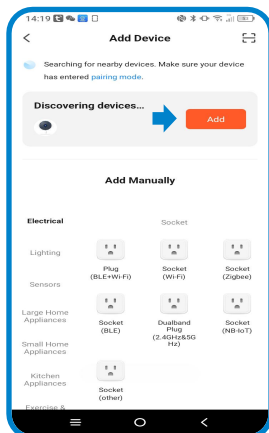 14:19
Add Device
Searching for nearby devices. Make sure your device
has entered pairing mode.
Discovering devices...
Add
Add Manually
Electrical
Socket
Lighting
Plug
(BLE+Wi-Fi)
Socket
(Wi-Fi)
Socket
(Zigbee)
Sensors
Large Home
Appliances
Socket
(BLE)
Dualband
Plug
(2.4GHz&5G
Hz)
Socket
(NB-IoT)
Small Home
Appliances
Kitchen
Appliances
Socket
(other)
Exercise &